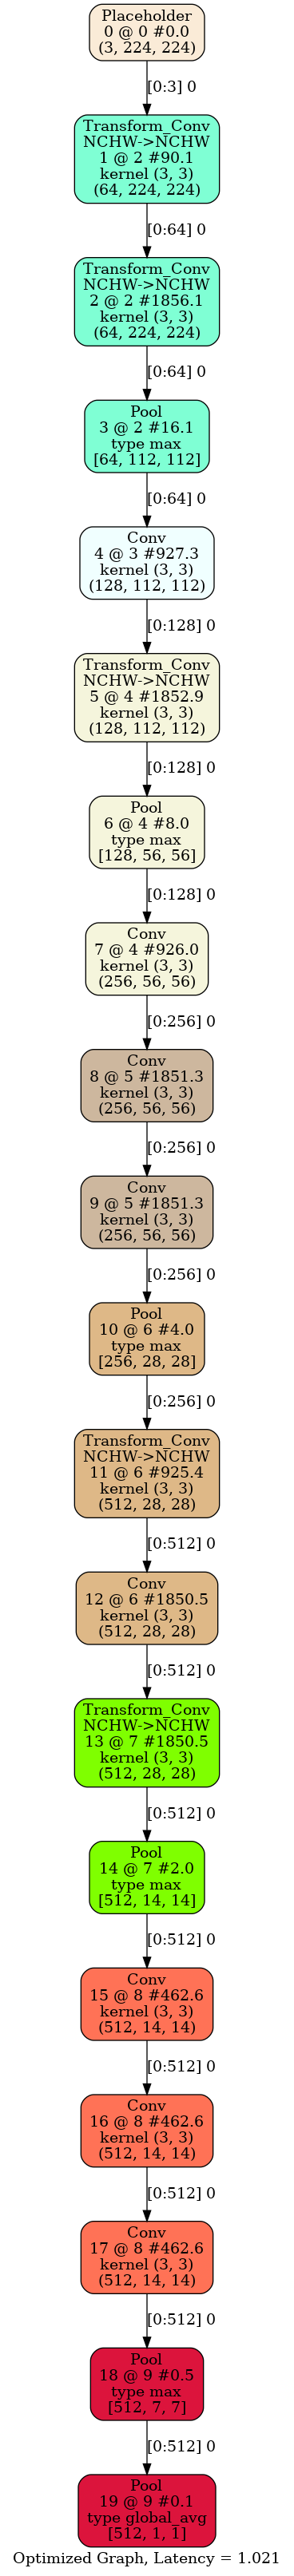 Placeholder
0 @ 0 #0.0
(3, 224, 224)
[0:3] 0
Transform_Conv
NCHW->NCHW
1 @ 2 #90.1
kernel (3, 3)
(64, 224, 224)
[0:64] 0
Transform_Conv
NCHW->NCHW
2 @ 2 #1856.1
kernel (3, 3)
(64, 224, 224)
[0:64] 0
Pool
3 @ 2 #16.1
type max
[64, 112, 112]
[0:64] 0
Conv
4 @ 3 #927.3
kernel (3, 3)
(128, 112, 112)
[0:128] 0
Transform_Conv
NCHW->NCHW
5 @ 4 #1852.9
kernel (3, 3)
(128, 112, 112)
[0:128] 0
Pool
6 @ 4 #8.0
type max
[128, 56, 56]
[0:128] 0
Conv
7 @ 4 #926.0
kernel (3, 3)
(256, 56, 56)
[0:256] 0
Conv
8 @ 5 #1851.3
kernel (3, 3)
(256, 56, 56)
[0:256] 0
Conv
9 @ 5 #1851.3
kernel (3, 3)
(256, 56, 56)
[0:256] 0
Pool
10 @ 6 #4.0
type max
[256, 28, 28]
[0:256] 0
Transform_Conv
NCHW->NCHW
11 @ 6 #925.4
kernel (3, 3)
(512, 28, 28)
[0:512] 0
Conv
12 @ 6 #1850.5
kernel (3, 3)
(512, 28, 28)
[0:512] 0
Transform_Conv
NCHW->NCHW
13 @ 7 #1850.5
kernel (3, 3)
(512, 28, 28)
[0:512] 0
Pool
14 @ 7 #2.0
type max
[512, 14, 14]
[0:512] 0
Conv
15 @ 8 #462.6
kernel (3, 3)
(512, 14, 14)
[0:512] 0
Conv
16 @ 8 #462.6
kernel (3, 3)
(512, 14, 14)
[0:512] 0
Conv
17 @ 8 #462.6
kernel (3, 3)
(512, 14, 14)
[0:512] 0
Pool
18 @ 9 #0.5
type max
[512, 7, 7]
[0:512] 0
Pool
19 @ 9 #0.1
type global_avg
[512, 1, 1]
Optimized Graph, Latency = 1.021